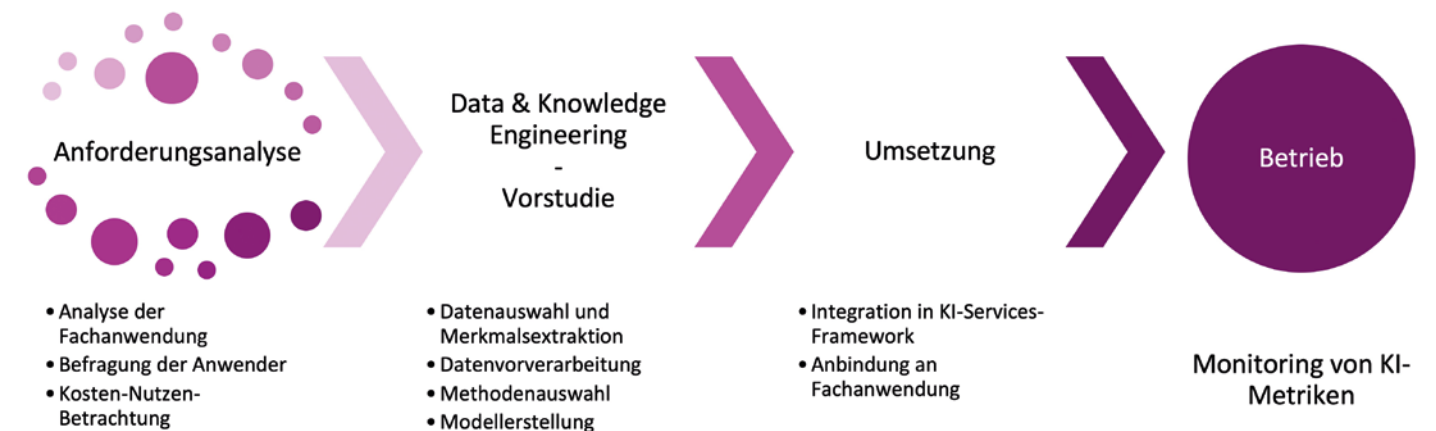 Anforderungsanalyse
Data & Knowledge
Engineering
-
Vorstudie
Umsetzung
Betrieb
• Analyse der
Fachanwendung
• Befragung der Anwender
• Kosten-Nutzen-
Betrachtung
• Datenauswahl und
Merkmalsextraktion
• Datenvorverarbeitung
• Methodenauswahl
• Modellerstellung
• Integration in KI-Services-
Framework
• Anbindung an
Fachanwendung
Monitoring von KI-
Metriken